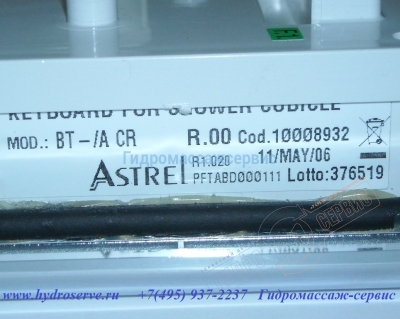 KEYBOARD FOR SHOWER CUBICLE
MOD.: BT-/A CR R.00 Cod.10008932
R1.020 11/MAY/06
Гидромассаж-сервис
ASTREL PFTABD000111 Lotto:376519
СЕРВИС
www.hydroserve.ru +7(495) 937-2237 Гидромассаж-сервис